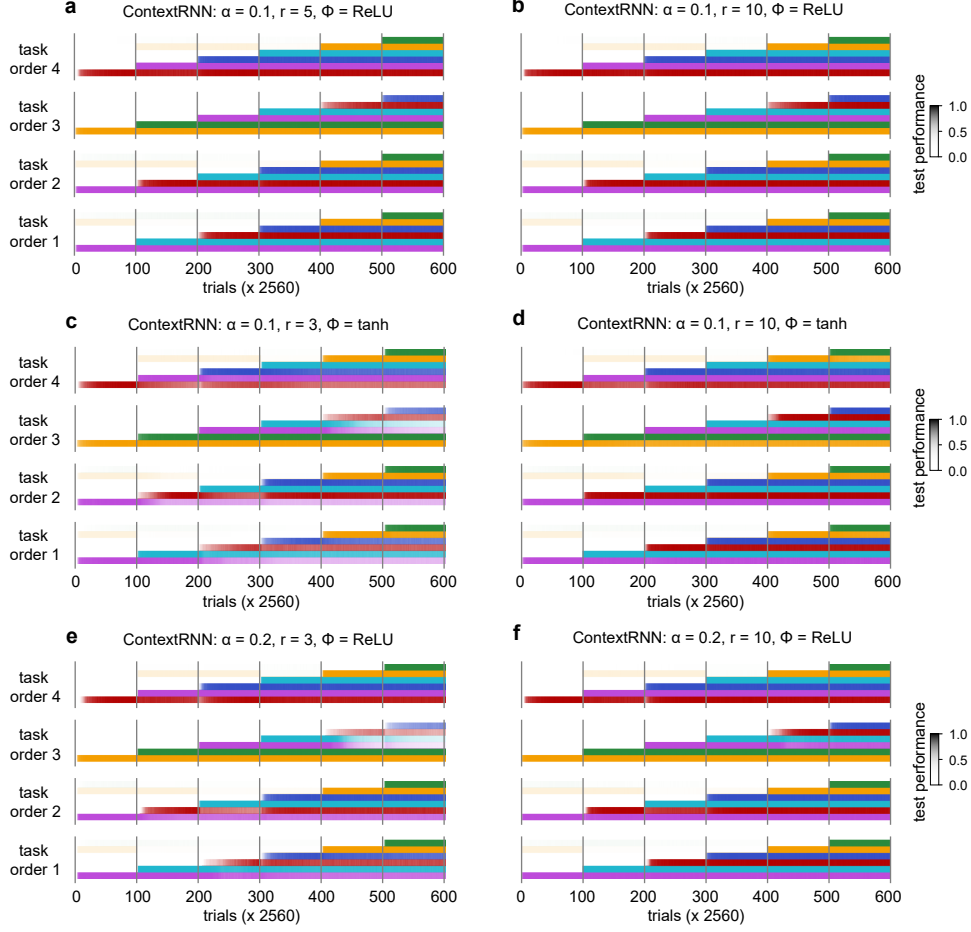 a
ContextRNN: α = 0.1, r = 5, Φ = ReLU
task
order 4
task
order 3
task
order 2
task
order 1
0 100 200 300 400 500 600
trials (x 2560)
b
ContextRNN: α = 0.1, r = 10, Φ = ReLU
0 100 200 300 400 500 600
trials (x 2560)
test performance
1.0
0.5
0.0
c
ContextRNN: α = 0.1, r = 3, Φ = tanh
task
order 4
task
order 3
task
order 2
task
order 1
0 100 200 300 400 500 600
trials (x 2560)
d
ContextRNN: α = 0.1, r = 10, Φ = tanh
0 100 200 300 400 500 600
trials (x 2560)
test performance
1.0
0.5
0.0
e
ContextRNN: α = 0.2, r = 3, Φ = ReLU
task
order 4
task
order 3
task
order 2
task
order 1
0 100 200 300 400 500 600
trials (x 2560)
f
ContextRNN: α = 0.2, r = 10, Φ = ReLU
0 100 200 300 400 500 600
trials (x 2560)
test performance
1.0
0.5
0.0